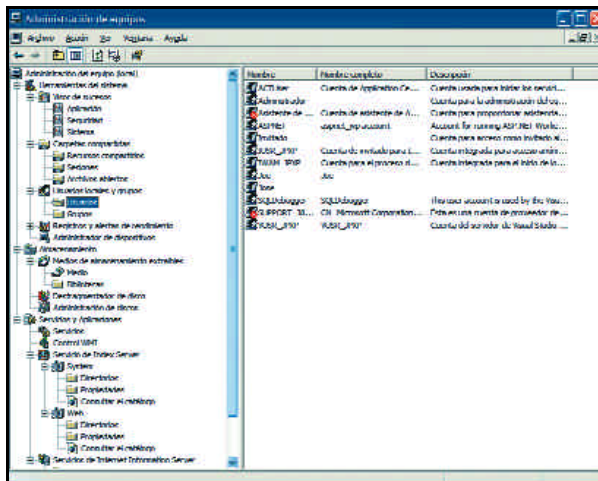 Administración de equipos
Archivo Acción Ver Ventana Ayuda
Administración del equipo (local)
Herramientas del sistema
Visor de sucesos
Aplicación
Seguridad
Sistema
Carpetas compartidas
Recursos compartidos
Sesiones
Archivos abiertos
Usuarios locales y grupos
Usuarios
Grupos
Registros y alertas de rendimiento
Administrador de dispositivos
Almacenamiento
Medios de almacenamiento extraíbles
Medio
Bibliotecas
Desfragmentador de disco
Administración de discos
Servicios y Aplicaciones
Servicios
Control WMI
Servicio de Index Server
System
Directorios
Propiedades
Consultar el catálogo
Web
Directorios
Propiedades
Consultar el catálogo
Servicios de Internet Information Server
Nombre Nombre completo Descripción
ACTUser Cuenta de Application Ce... Cuenta usada para iniciar los servici...
Administrador Cuenta para la administración del eq...
Asistente de ... Cuenta de asistente de A... Cuenta para proporcionar asistencia...
ASPNET aspnet_wp account Account for running ASP.NET Worke...
Invitado Cuenta para acceso como invitado al...
IUSR_JPXP Cuenta de invitado para I... Cuenta integrada para acceso anón...
IWAM_JPXP Cuenta para el proceso d... Cuenta integrada para el inicio de lo...
Joe Joe
Jose
SQLDebugger SQLDebugger This user account is used by the Visu...
SUPPORT_38... CN=Microsoft Corporation... Ésta es una cuenta de proveedor de...
VUSR_JPXP VUSR_JPXP Cuenta del servidor de Visual Studio ...